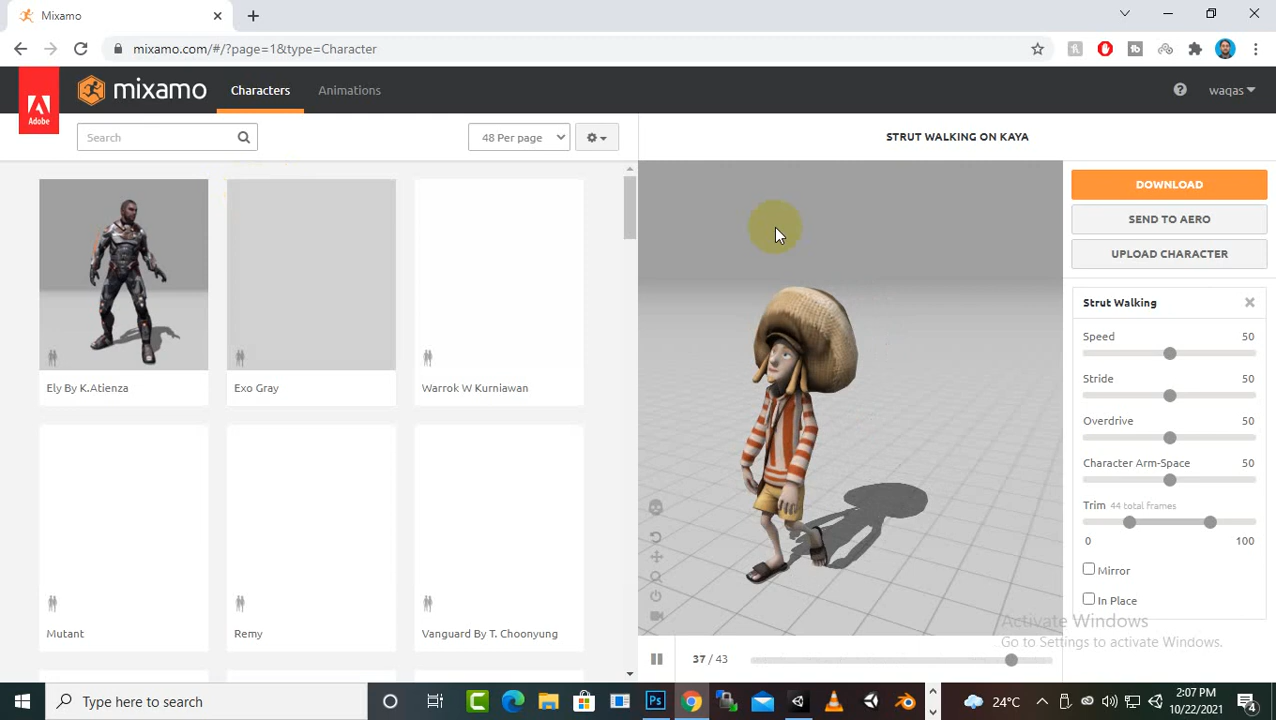 Mixamo
mixamo.com/#/?page=1&type=Character
Adobe
mixamo
Characters
Animations
waqas
Search
48 Per page
STRUT WALKING ON KAYA
DOWNLOAD
SEND TO AERO
UPLOAD CHARACTER
Ely By K.Atienza
Exo Gray
Warrok W Kurniawan
Mutant
Remy
Vanguard By T. Choonyung
Strut Walking
Speed 50
Stride 50
Overdrive 50
Character Arm-Space 50
Trim 44 total frames
0 100
Mirror
In Place
Activate Windows
Go to Settings to activate Windows.
37 / 43
Type here to search
Ps
24°C
2:07 PM
10/22/2021
4